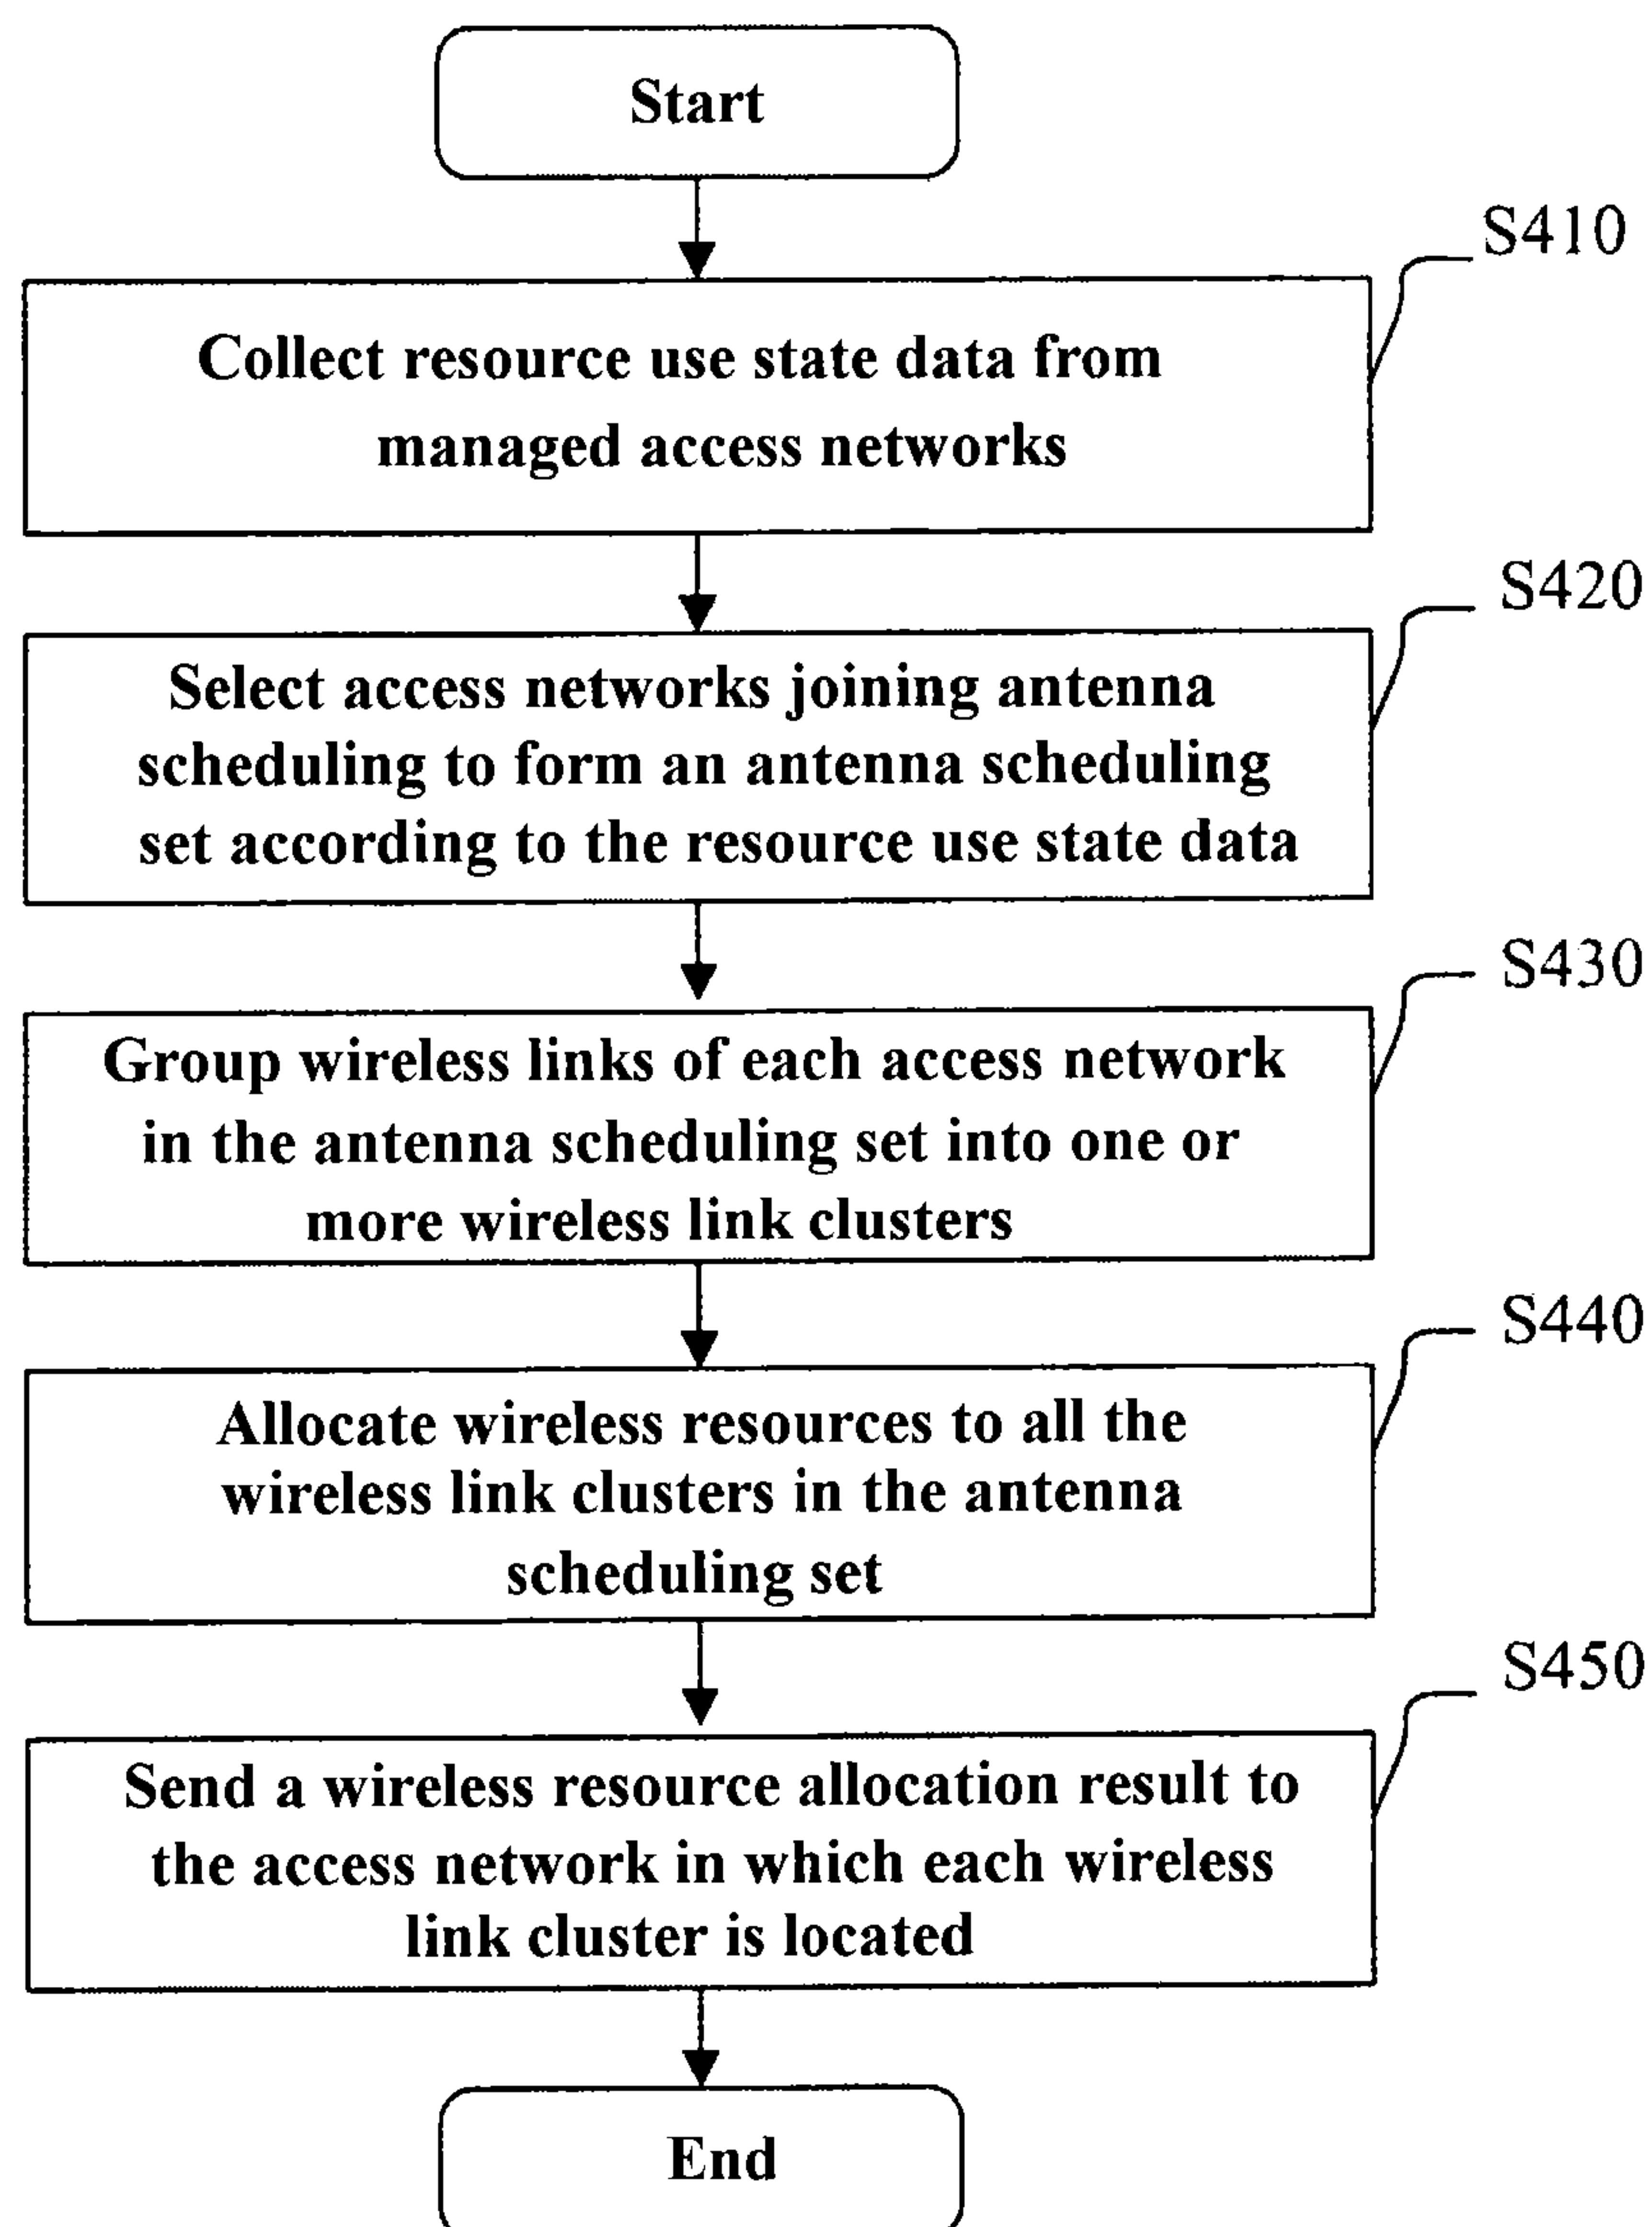 Start
S410
Collect resource use state data from
managed access networks
S420
Select access networks joining antenna
scheduling to form an antenna scheduling
set according to the resource use state data
S430
Group wireless links of each access network
in the antenna scheduling set into one or
more wireless link clusters
S440
Allocate wireless resources to all the
wireless link clusters in the antenna
scheduling set
S450
Send a wireless resource allocation result to
the access network in which each wireless
link cluster is located
End